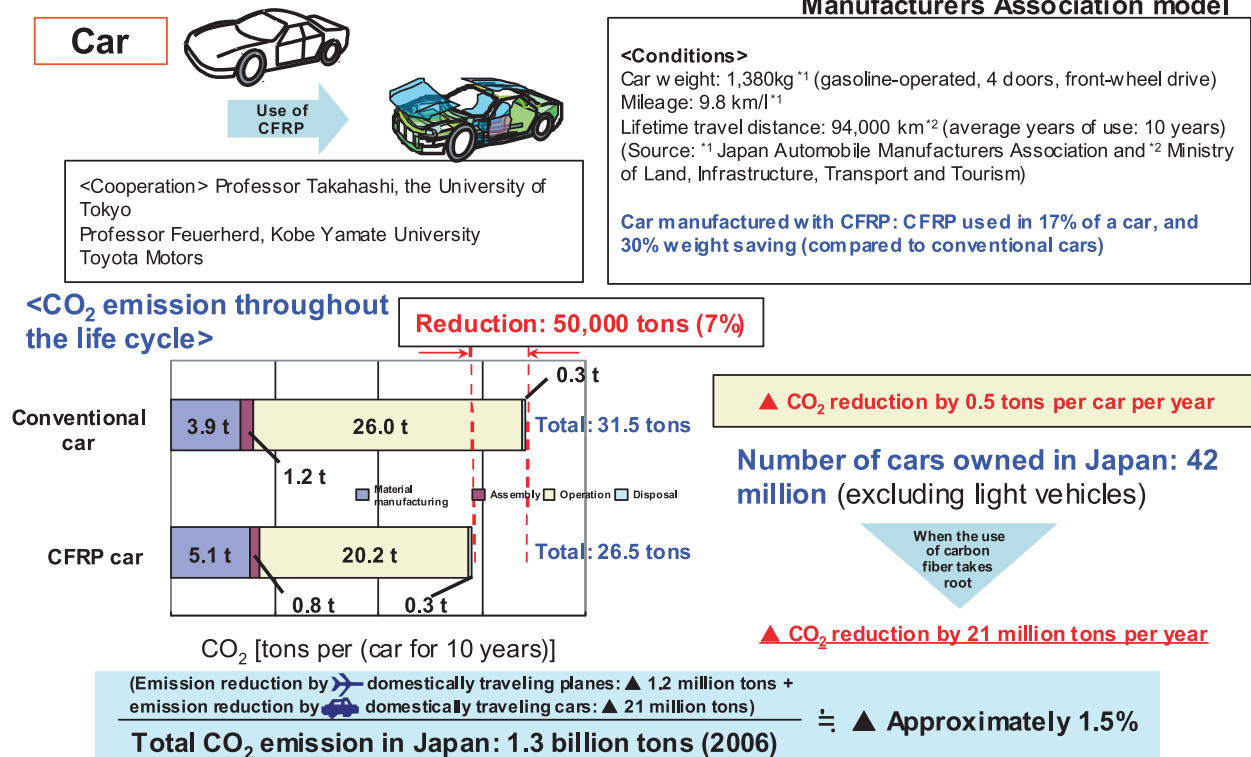 Manufacturers Association model
Car
Use of
CFRP
<Conditions>
Car weight: 1,380kg *1 (gasoline-operated, 4 doors, front-wheel drive)
Mileage: 9.8 km/l*1
Lifetime travel distance: 94,000 km*2 (average years of use: 10 years)
(Source: *1 Japan Automobile Manufacturers Association and *2 Ministry
of Land, Infrastructure, Transport and Tourism)
Car manufactured with CFRP: CFRP used in 17% of a car, and
30% weight saving (compared to conventional cars)
<Cooperation> Professor Takahashi, the University of
Tokyo
Professor Feuerherd, Kobe Yamate University
Toyota Motors
<CO2 emission throughout
the life cycle>
Reduction: 50,000 tons (7%)
0.3 t
Conventional
car
3.9 t
26.0 t
Total: 31.5 tons
1.2 t
Material
manufacturing
Assembly
Operation
Disposal
CFRP car
5.1 t
20.2 t
Total: 26.5 tons
0.8 t
0.3 t
CO2 [tons per (car for 10 years)]
▲ CO2 reduction by 0.5 tons per car per year
Number of cars owned in Japan: 42
million (excluding light vehicles)
When the use
of carbon
fiber takes
root
▲ CO2 reduction by 21 million tons per year
(Emission reduction by domestically traveling planes: ▲ 1.2 million tons +
emission reduction by domestically traveling cars: ▲ 21 million tons)
Total CO2 emission in Japan: 1.3 billion tons (2006)
≒ ▲ Approximately 1.5%